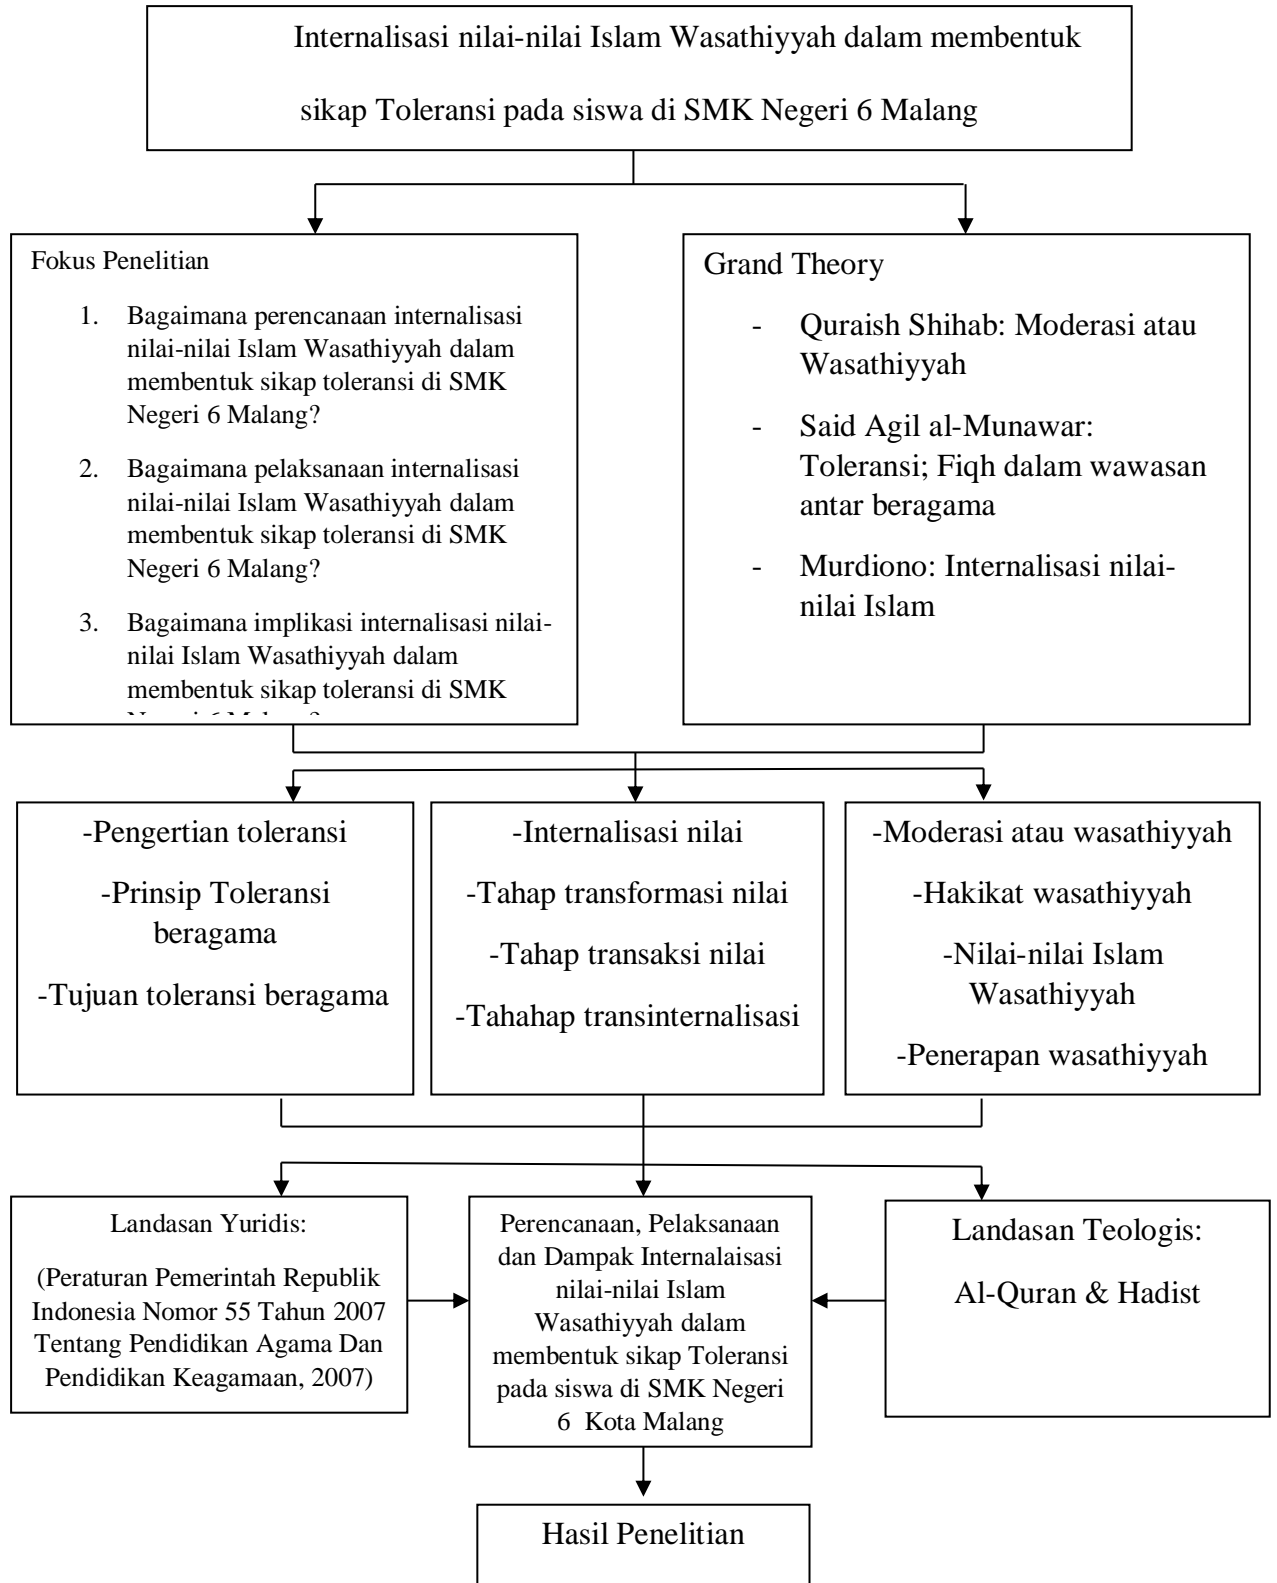 Internalisasi nilai-nilai Islam Wasathiyyah dalam membentuk
sikap Toleransi pada siswa di SMK Negeri 6 Malang
Fokus Penelitian
1. Bagaimana perencanaan internalisasi
nilai-nilai Islam Wasathiyyah dalam
membentuk sikap toleransi di SMK
Negeri 6 Malang?
2. Bagaimana pelaksanaan internalisasi
nilai-nilai Islam Wasathiyyah dalam
membentuk sikap toleransi di SMK
Negeri 6 Malang?
3. Bagaimana implikasi internalisasi nilai-
nilai Islam Wasathiyyah dalam
membentuk sikap toleransi di SMK
Grand Theory
- Quraish Shihab: Moderasi atau
Wasathiyyah
- Said Agil al-Munawar:
Toleransi; Fiqh dalam wawasan
antar beragama
- Murdiono: Internalisasi nilai-
nilai Islam
-Pengertian toleransi
-Prinsip Toleransi
beragama
-Tujuan toleransi beragama
-Internalisasi nilai
-Tahap transformasi nilai
-Tahap transaksi nilai
-Tahahap transinternalisasi
-Moderasi atau wasathiyyah
-Hakikat wasathiyyah
-Nilai-nilai Islam
Wasathiyyah
-Penerapan wasathiyyah
Landasan Yuridis:
(Peraturan Pemerintah Republik
Indonesia Nomor 55 Tahun 2007
Tentang Pendidikan Agama Dan
Pendidikan Keagamaan, 2007)
Perencanaan, Pelaksanaan
dan Dampak Internalaisasi
nilai-nilai Islam
Wasathiyyah dalam
membentuk sikap Toleransi
pada siswa di SMK Negeri
6 Kota Malang
Landasan Teologis:
Al-Quran & Hadist
Hasil Penelitian